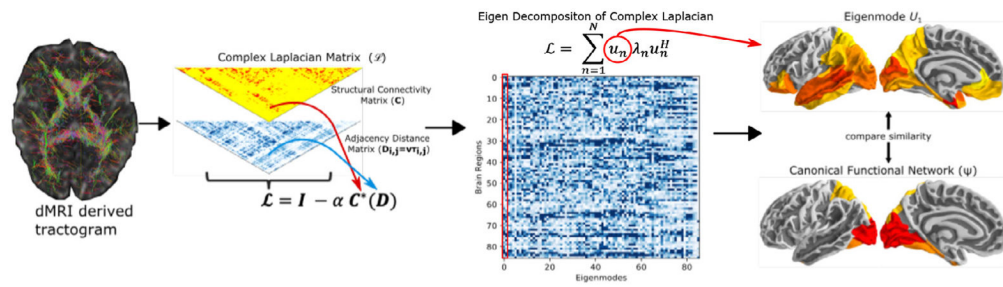 dMRI derived
tractogram
Complex Laplacian Matrix (ℒ)
Structural Connectivity
Matrix (C)
Adjacency Distance
Matrix (D_{i,j}=vτ_{i,j})
ℒ = I − α C*(D)
Eigen Decompositon of Complex Laplacian
ℒ = ∑_{n=1}^{N} u_n λ_n u_n^H
Brain Regions
0
10
20
30
40
50
60
70
80
0 20 40 60 80
Eigenmodes
Eigenmode U₁
compare similarity
Canonical Functional Network (ψ)